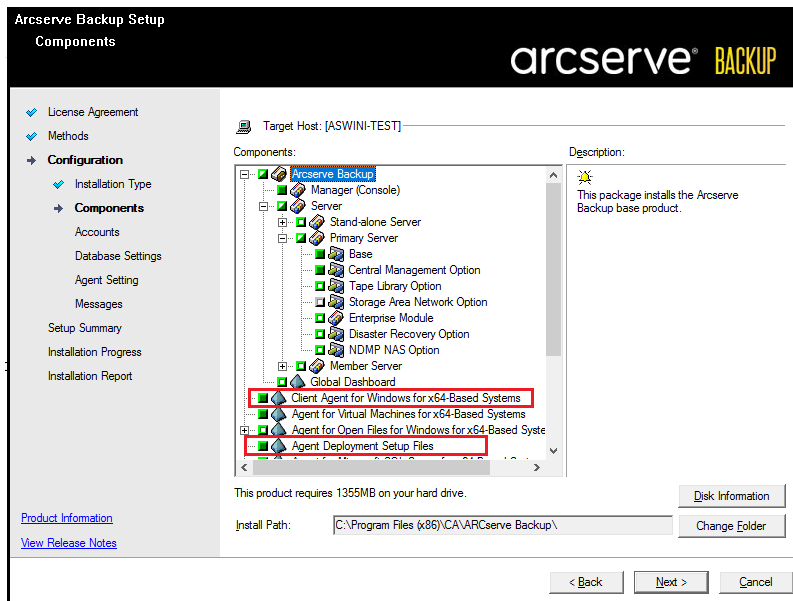 Arcserve Backup Setup
Components
arcserve® BACKUP
License Agreement
Methods
Configuration
Installation Type
Components
Accounts
Database Settings
Agent Setting
Messages
Setup Summary
Installation Progress
Installation Report
Product Information
View Release Notes
Target Host: [ASWINI-TEST]
Components:
Arcserve Backup
Manager (Console)
Server
Stand-alone Server
Primary Server
Base
Central Management Option
Tape Library Option
Storage Area Network Option
Enterprise Module
Disaster Recovery Option
NDMP NAS Option
Member Server
Global Dashboard
Client Agent for Windows for x64-Based Systems
Agent for Virtual Machines for x64-Based Systems
Agent for Open Files for Windows for x64-Based Syste
Agent Deployment Setup Files
Description:
This package installs the Arcserve
Backup base product.
This product requires 1355MB on your hard drive.
Disk Information
Install Path:
C:\Program Files (x86)\CA\ARCserve Backup\
Change Folder
< Back
Next >
Cancel